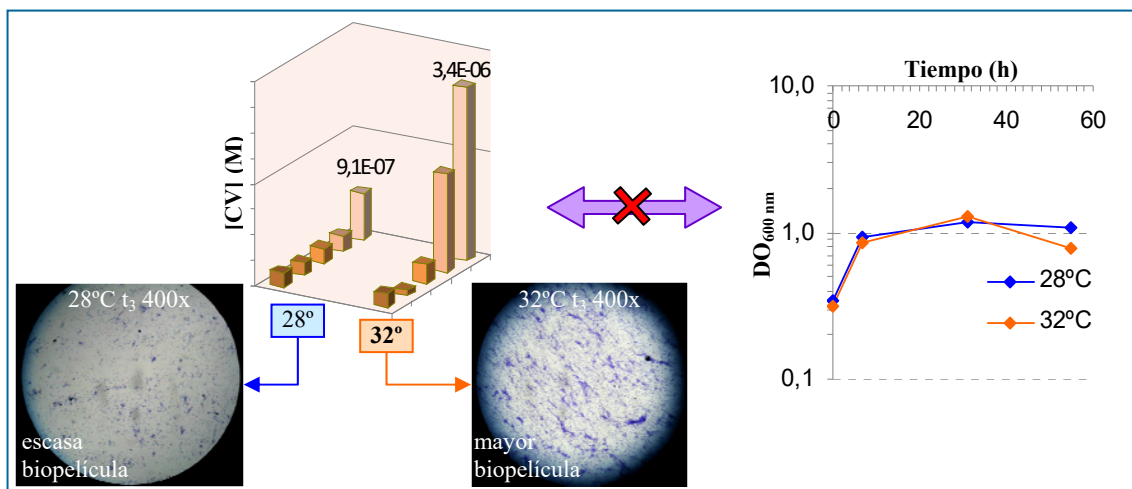 3,4E-06
9,1E-07
[CV] (M)
28º
32º
28ºC t₃ 400x
escasa
biopelícula
32ºC t₃ 400x
mayor
biopelícula
Tiempo (h)
10,0
0
20
40
60
1,0
0,1
DO600 nm
28ºC
32ºC